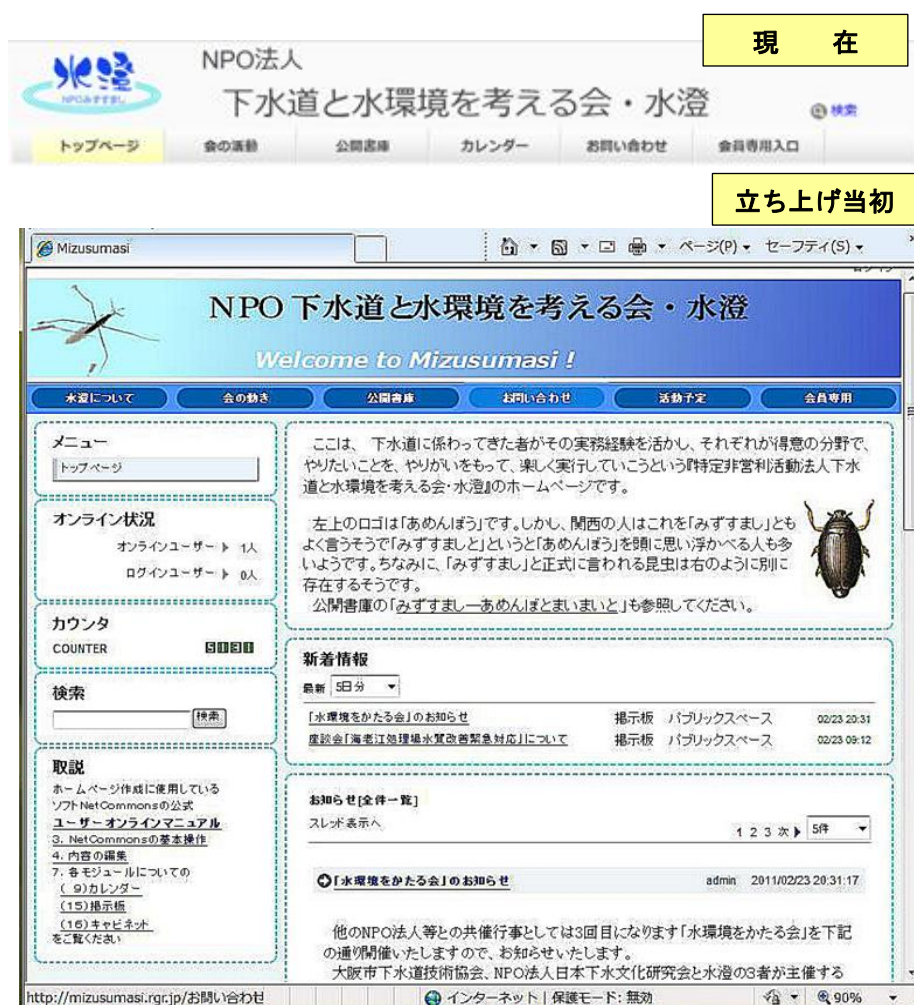 現 在
水澄
NPOみずすまし
NPO法人
下水道と水環境を考える会・水澄
検索
トップページ 会の活動 公開書庫 カレンダー お問い合わせ 会員専用入口
立ち上げ当初
Mizusumasi
ページ(P) セーフティ(S)
NPO 下水道と水環境を考える会・水澄
Welcome to Mizusumasi !
水澄について 会の動き 公開書庫 お問い合わせ 活動予定 会員専用
メニュー
トップページ
オンライン状況
オンラインユーザー 1人
ログインユーザー 0人
カウンタ
COUNTER 5131
検索
検索
取説
ホームページ作成に使用している
ソフトNetCommonsの公式
ユーザーオンラインマニュアル
3. NetCommonsの基本操作
4. 内容の編集
7. 各モジュールについての
( 9)カレンダー
(15)掲示板
(16)キャビネット
をご覧ください
ここは、 下水道に係わってきた者がその実務経験を活かし、それぞれが得意の分野で、
やりたいことを、やりがいをもって、楽しく実行していこうという『特定非営利活動法人下水
道と水環境を考える会・水澄』のホームページです。
左上のロゴは「あめんぼう」です。しかし、関西の人はこれを「みずすまし」とも
よく言うそうで「みずすましと」というと「あめんぼう」を頭に思い浮かべる人も多
いようです。ちなみに、「みずすまし」と正式に言われる昆虫は右のように別に
存在するそうです。
公開書庫の「みずすまし―あめんぼとまいまいと」も参照してください。
新着情報
最新 5日分
「水環境をかたる会」のお知らせ 掲示板 パブリックスペース 02/23 20:31
座談会「海老江処理場水質改善緊急対応」について 掲示板 パブリックスペース 02/23 09:12
お知らせ[全件一覧]
スレッド表示へ
1 2 3 次 5件
「水環境をかたる会」のお知らせ admin 2011/02/23 20:31:17
他のNPO法人等との共催行事としては3回目になります「水環境をかたる会」を下記
の通り開催いたしますので、お知らせいたします。
大阪市下水道技術協会、NPO法人日本下水文化研究会と水澄の3者が主催する
http://mizusumasi.rgr.jp/お問い合わせ インターネット | 保護モード: 無効 90%